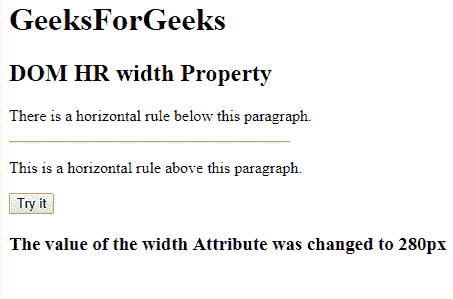 GeeksForGeeks
DOM HR width Property
There is a horizontal rule below this paragraph.
This is a horizontal rule above this paragraph.
Try it
The value of the width Attribute was changed to 280px